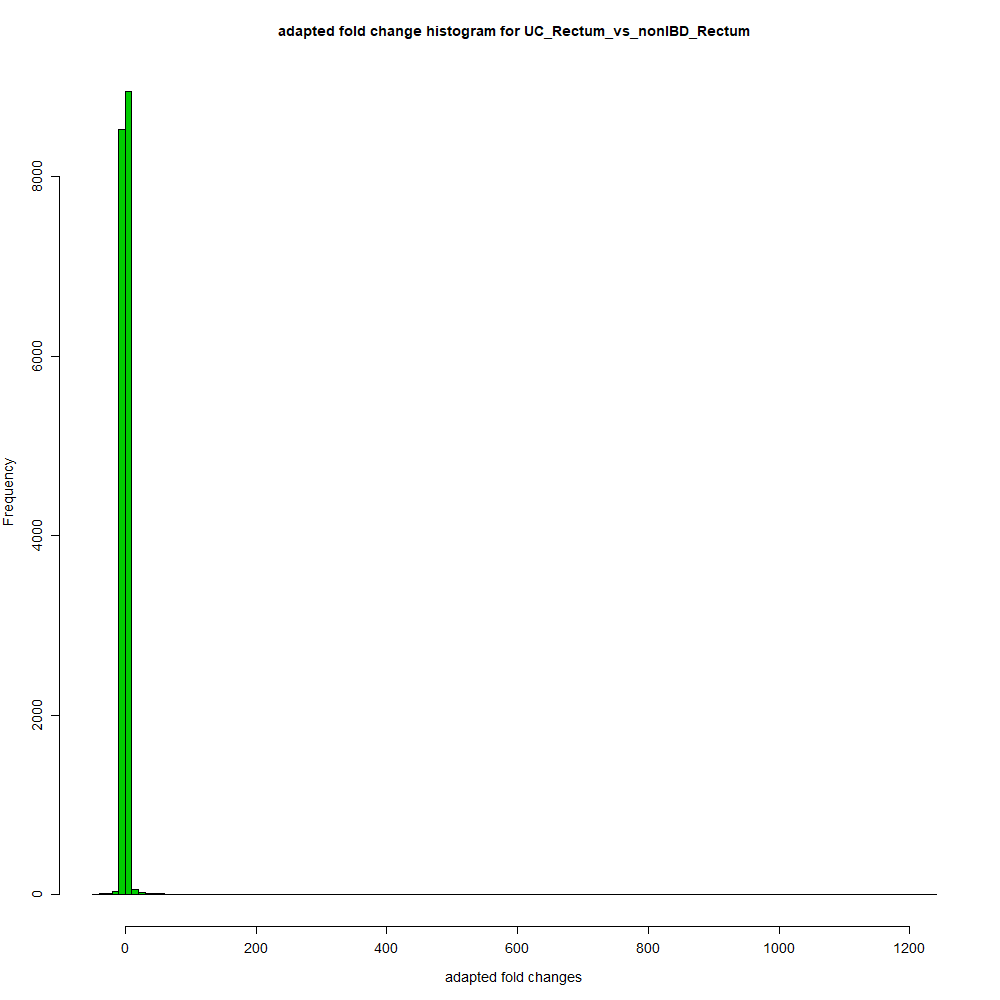 adapted fold change histogram for UC_Rectum_vs_nonIBD_Rectum
Frequency
8000
6000
4000
2000
0
0 200 400 600 800 1000 1200
adapted fold changes